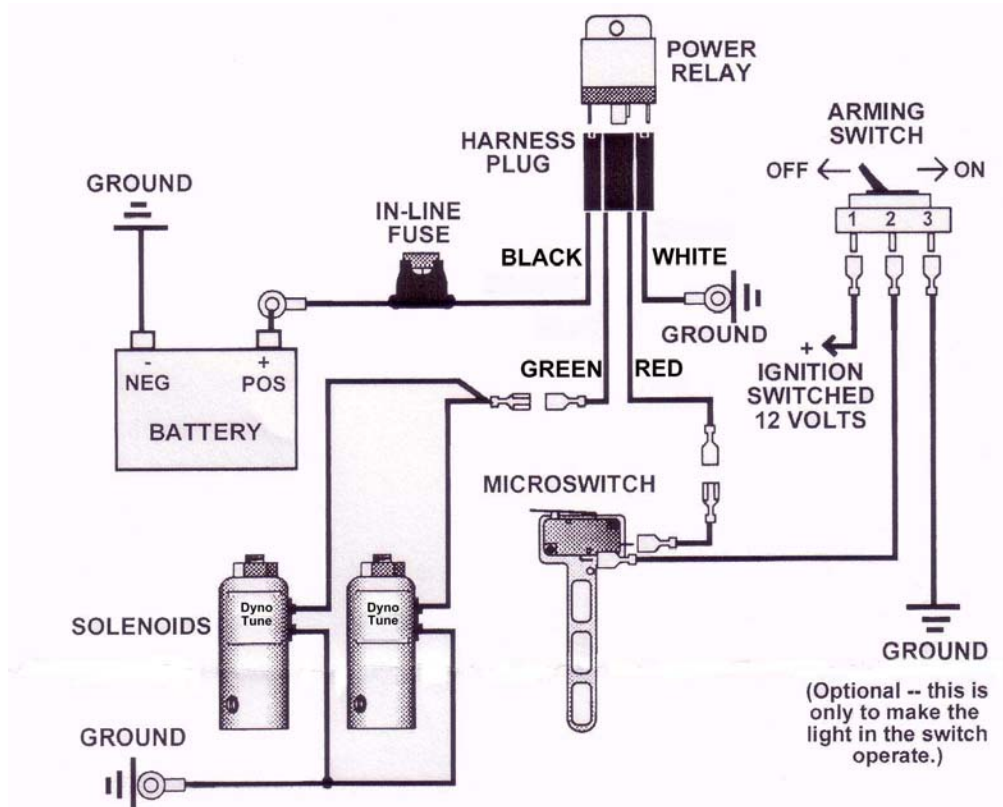 POWER
RELAY
HARNESS
PLUG
ARMING
SWITCH
OFF
ON
1 2 3
GROUND
IN-LINE
FUSE
BLACK
WHITE
GROUND
-
NEG
+
POS
BATTERY
GREEN
RED
+
IGNITION
SWITCHED
12 VOLTS
MICROSWITCH
SOLENOIDS
Dyno
Tune
Dyno
Tune
GROUND
(Optional -- this is
only to make the
light in the switch
operate.)
GROUND